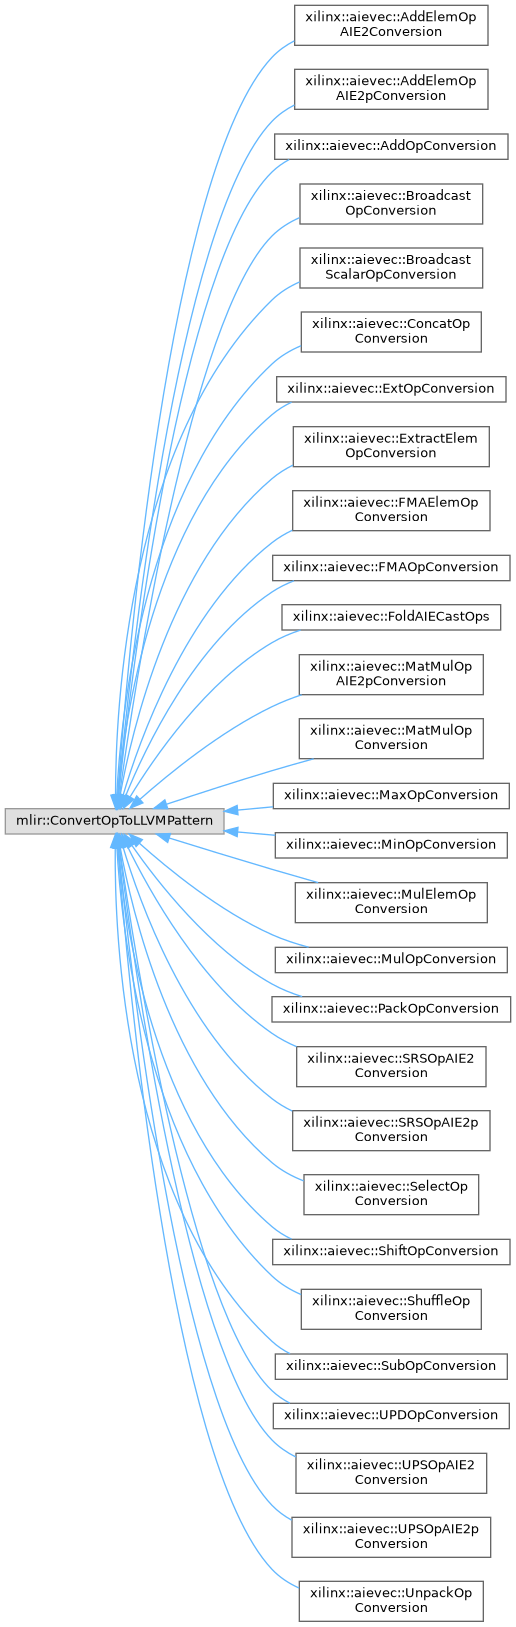 xilinx::aievec::AddElemOp
AIE2Conversion
xilinx::aievec::AddElemOp
AIE2pConversion
xilinx::aievec::AddOpConversion
xilinx::aievec::Broadcast
OpConversion
xilinx::aievec::Broadcast
ScalarOpConversion
xilinx::aievec::ConcatOp
Conversion
xilinx::aievec::ExtOpConversion
xilinx::aievec::ExtractElem
OpConversion
xilinx::aievec::FMAElemOp
Conversion
xilinx::aievec::FMAOpConversion
xilinx::aievec::FoldAIECastOps
xilinx::aievec::MatMulOp
AIE2pConversion
xilinx::aievec::MatMulOp
Conversion
xilinx::aievec::MaxOpConversion
mlir::ConvertOpToLLVMPattern
xilinx::aievec::MinOpConversion
xilinx::aievec::MulElemOp
Conversion
xilinx::aievec::MulOpConversion
xilinx::aievec::PackOpConversion
xilinx::aievec::SRSOpAIE2
Conversion
xilinx::aievec::SRSOpAIE2p
Conversion
xilinx::aievec::SelectOp
Conversion
xilinx::aievec::ShiftOpConversion
xilinx::aievec::ShuffleOp
Conversion
xilinx::aievec::SubOpConversion
xilinx::aievec::UPDOpConversion
xilinx::aievec::UPSOpAIE2
Conversion
xilinx::aievec::UPSOpAIE2p
Conversion
xilinx::aievec::UnpackOp
Conversion